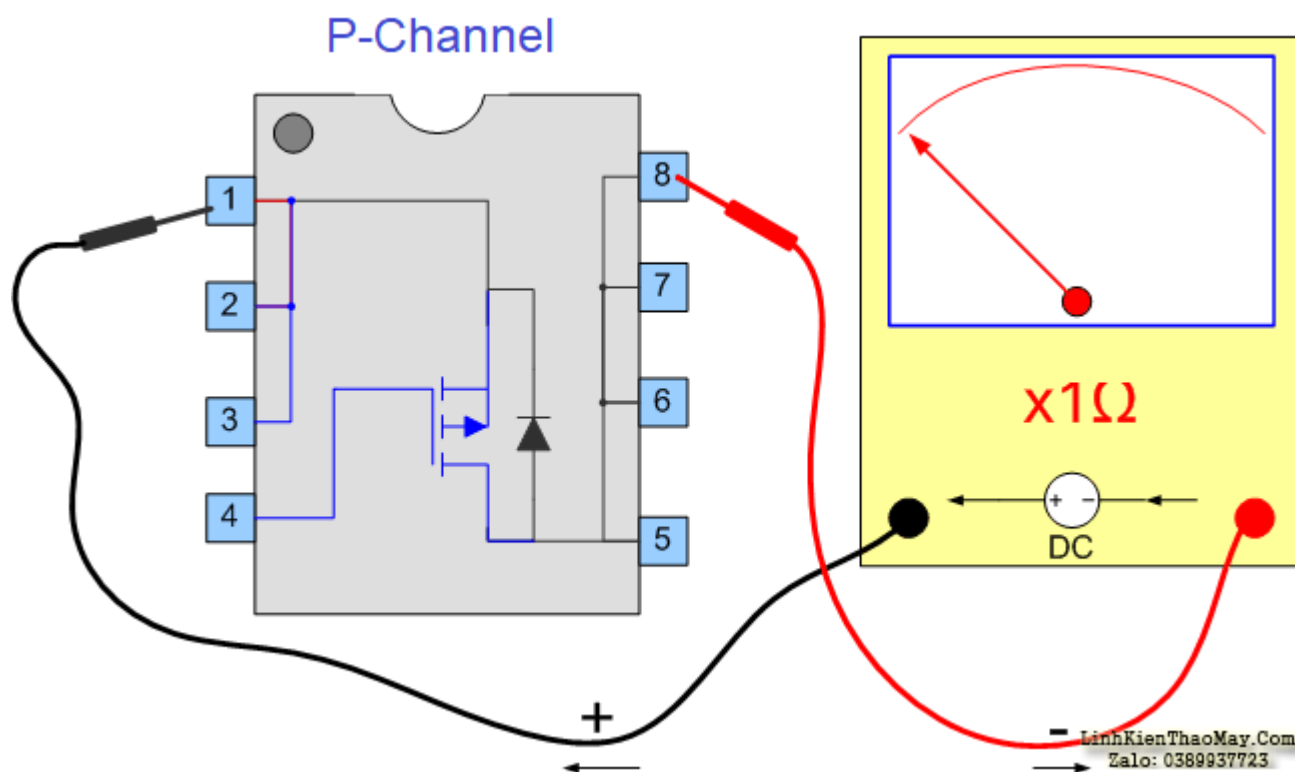 P-Channel
1
2
3
4
8
7
6
5
x1Ω
+ −
DC
+
-
LinhKienThaoMay.Com
Zalo: 0389937723